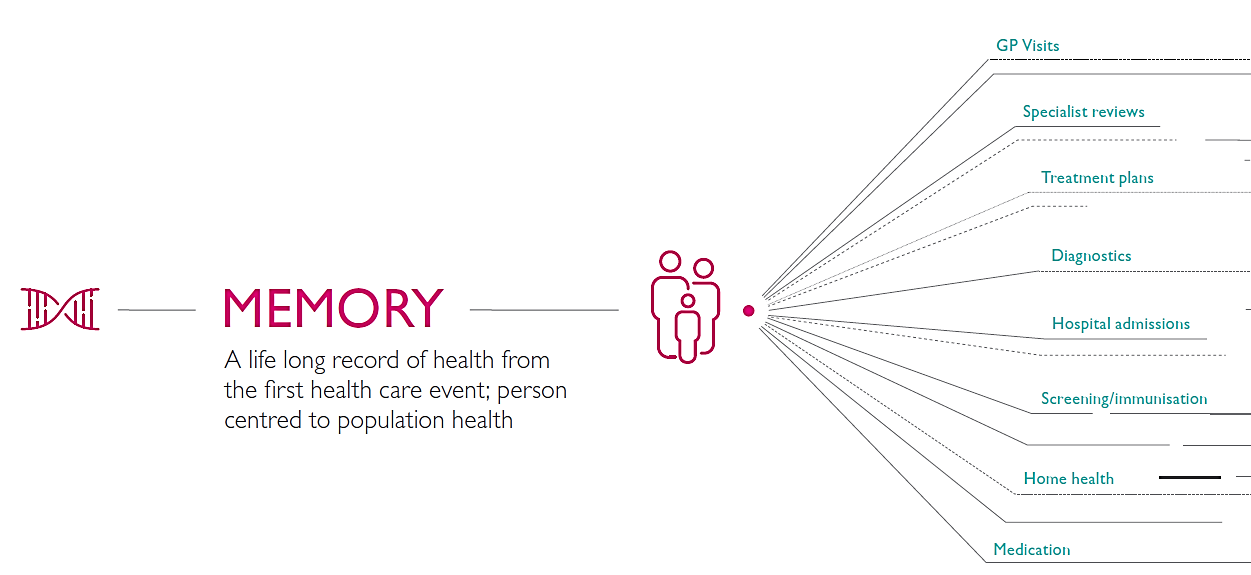 MEMORY
A life long record of health from
the first health care event; person
centred to population health
GP Visits
Specialist reviews
Treatment plans
Diagnostics
Hospital admissions
Screening/immunisation
Home health
Medication